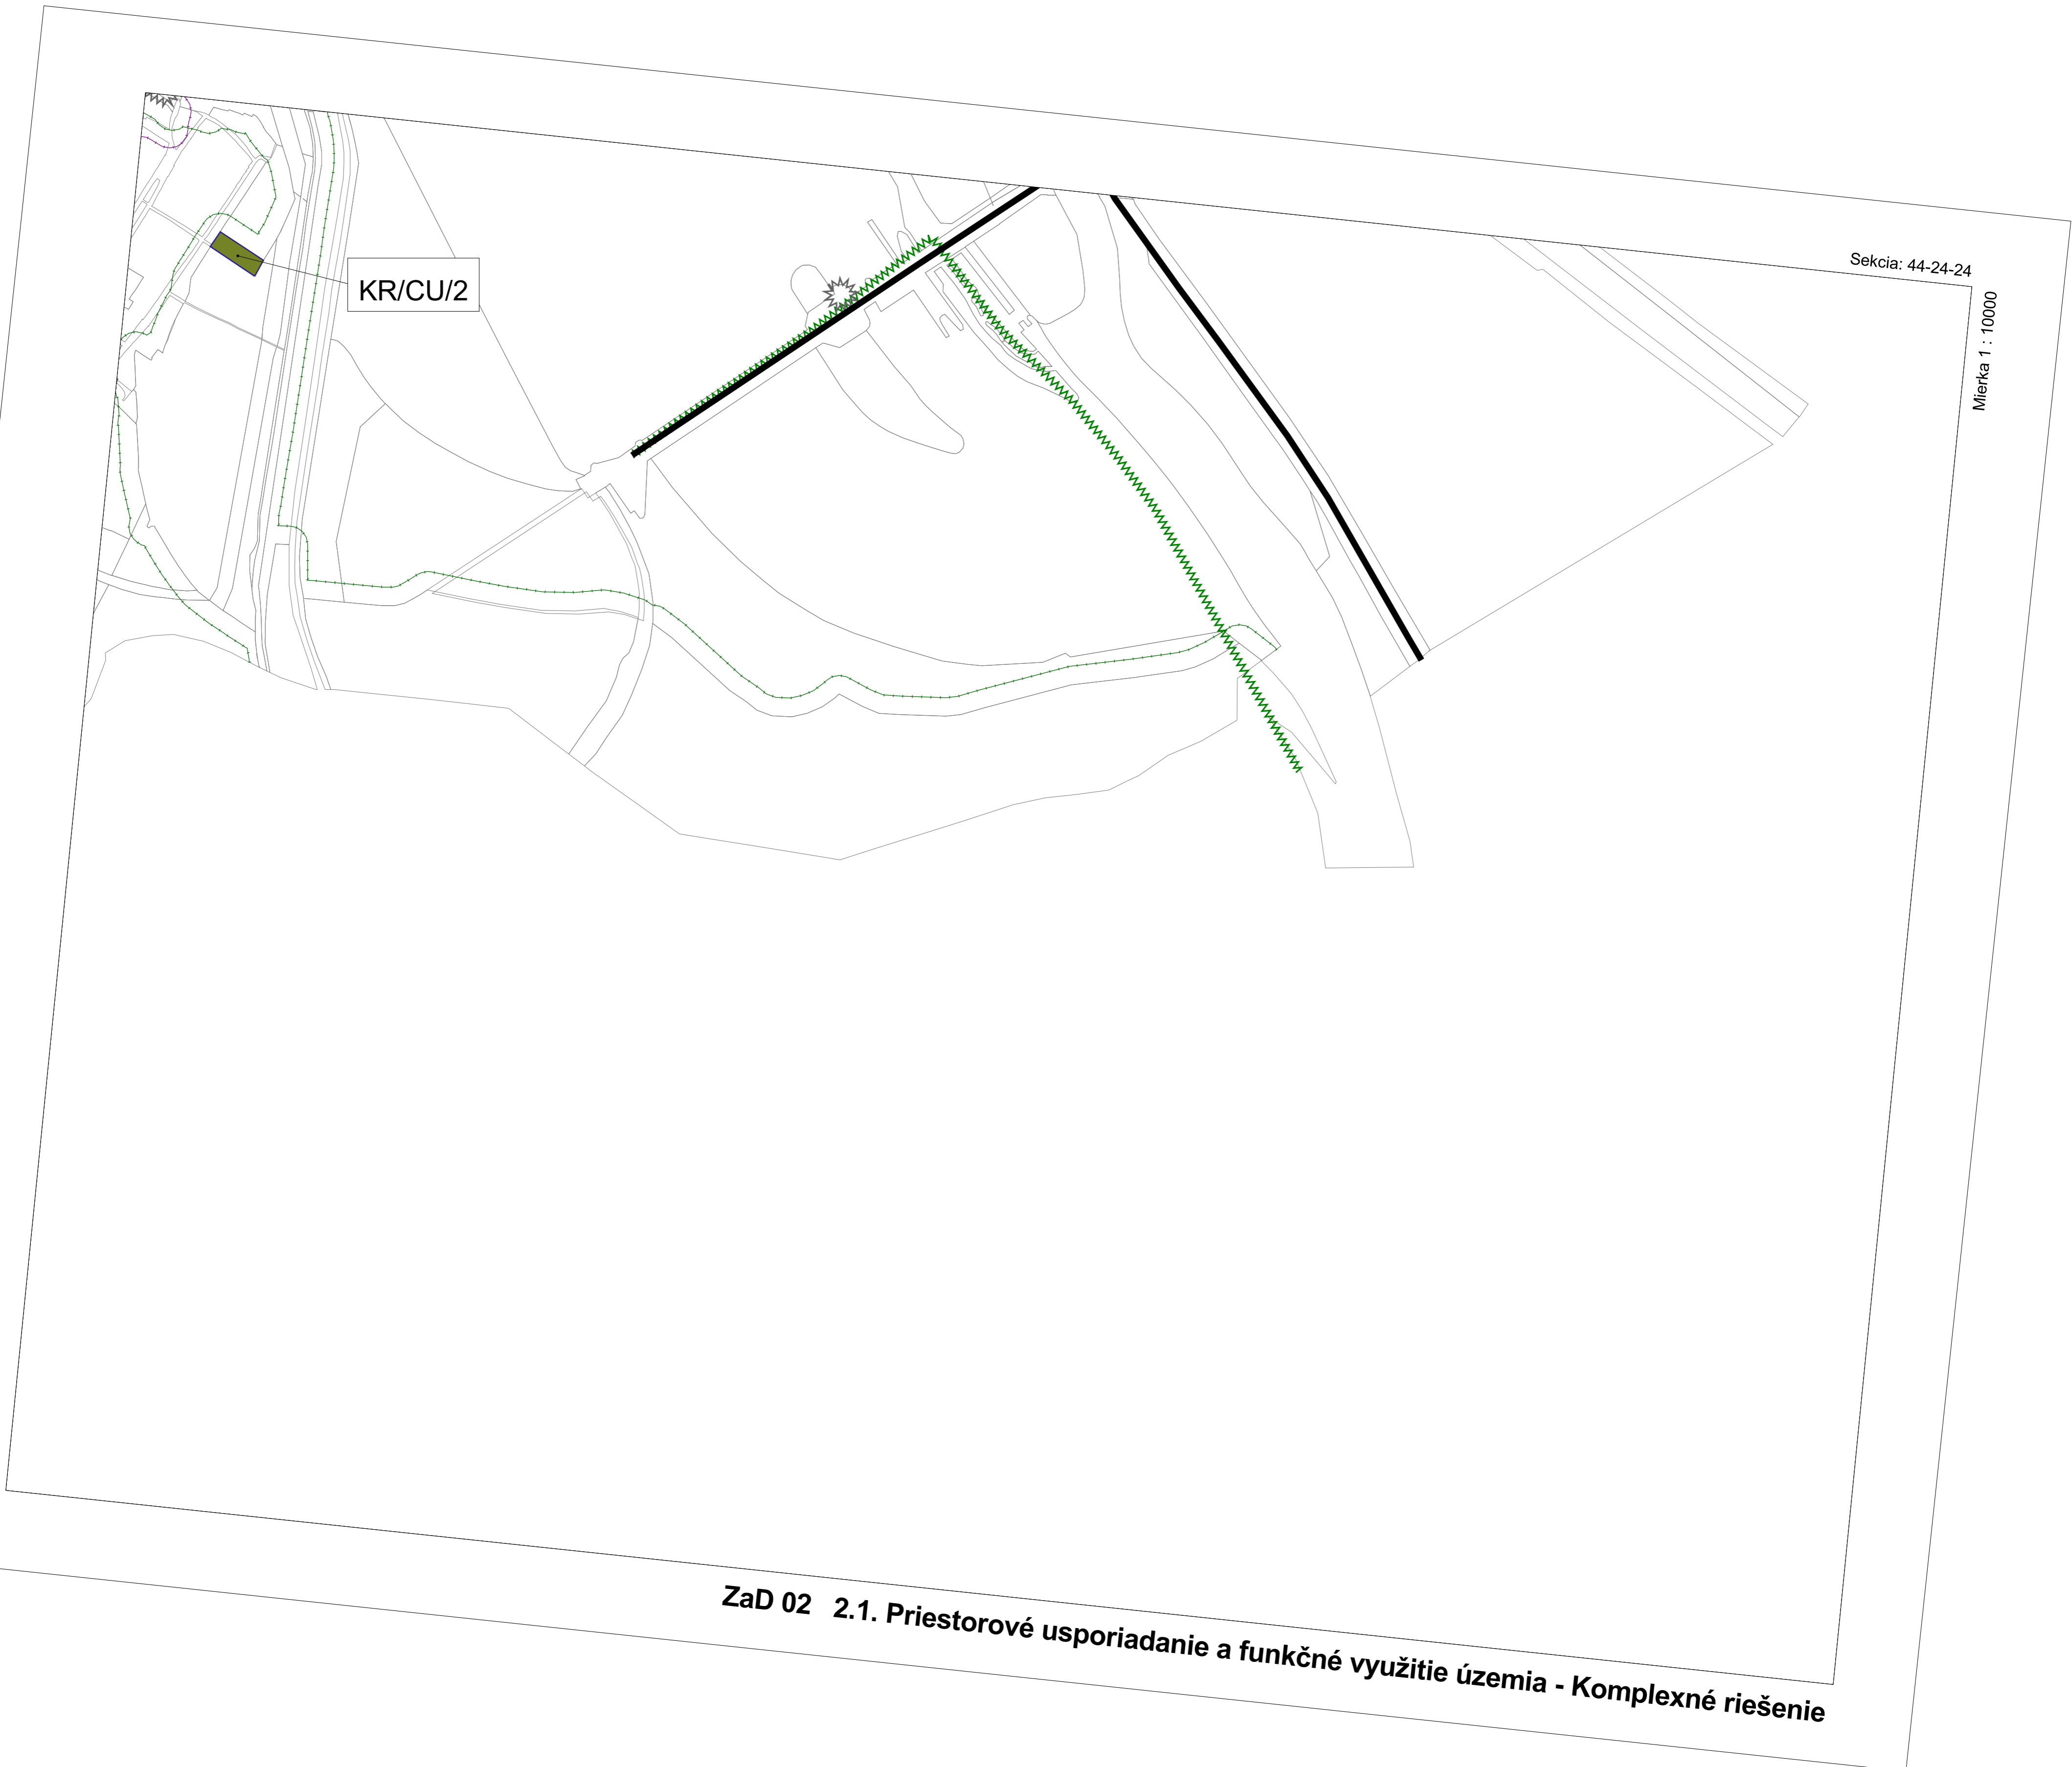 Sekcia: 44-24-24
Mierka 1 : 10000
KR/CU/2
ZaD 02 2.1. Priestorové usporiadanie a funkčné využitie územia - Komplexné riešenie